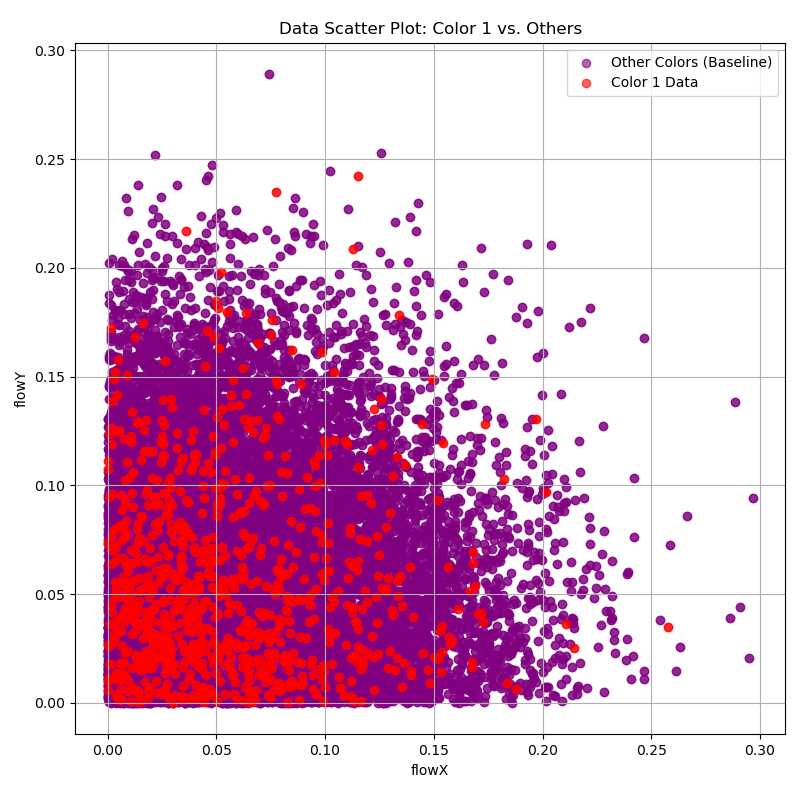 Data Scatter Plot: Color 1 vs. Others
Other Colors (Baseline)
Color 1 Data
flowY
0.30
0.25
0.20
0.15
0.10
0.05
0.00
0.00 0.05 0.10 0.15 0.20 0.25 0.30
flowX